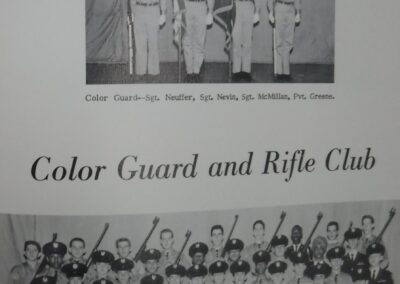 Color Guard--Sgt. Neuffer, Sgt. Nevin, Sgt. McMillan, Pvt. Greene.
Color Guard and Rifle Club